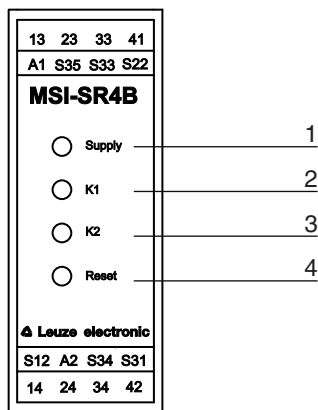 13 23 33 41
A1 S35 S33 S22
MSI-SR4B
Supply 1
K1 2
K2 3
Reset 4
Leuze electronic
S12 A2 S34 S31
14 24 34 42